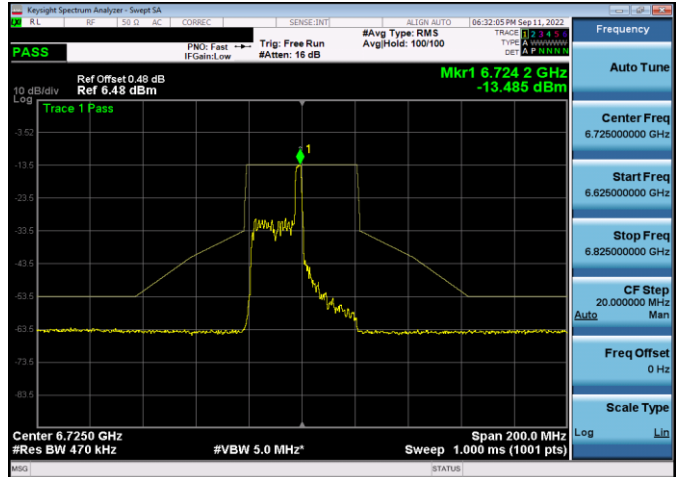 Keysight Spectrum Analyzer - Swept SA
RL RF 50 Ω AC CORREC SENSE:INT ALIGN AUTO 06:32:05 PM Sep 11, 2022
PASS
PNO: Fast
IFGain:Low
Trig: Free Run
#Atten: 16 dB
#Avg Type: RMS
Avg|Hold: 100/100
TRACE 1 2 3 4 5 6
TYPE A WWWWW
DET A P N N N N
Ref Offset 0.48 dB
10 dB/div Ref 6.48 dBm
Log
Mkr1 6.724 2 GHz
-13.485 dBm
Trace 1 Pass
1
-3.52
-13.5
-23.5
-33.5
-43.5
-53.5
-63.5
-73.5
-83.5
Center 6.7250 GHz Span 200.0 MHz
#Res BW 470 kHz #VBW 5.0 MHz* Sweep 1.000 ms (1001 pts)
MSG STATUS
Frequency
Auto Tune
Center Freq
6.725000000 GHz
Start Freq
6.625000000 GHz
Stop Freq
6.825000000 GHz
CF Step
20.000000 MHz
Auto Man
Freq Offset
0 Hz
Scale Type
Log Lin